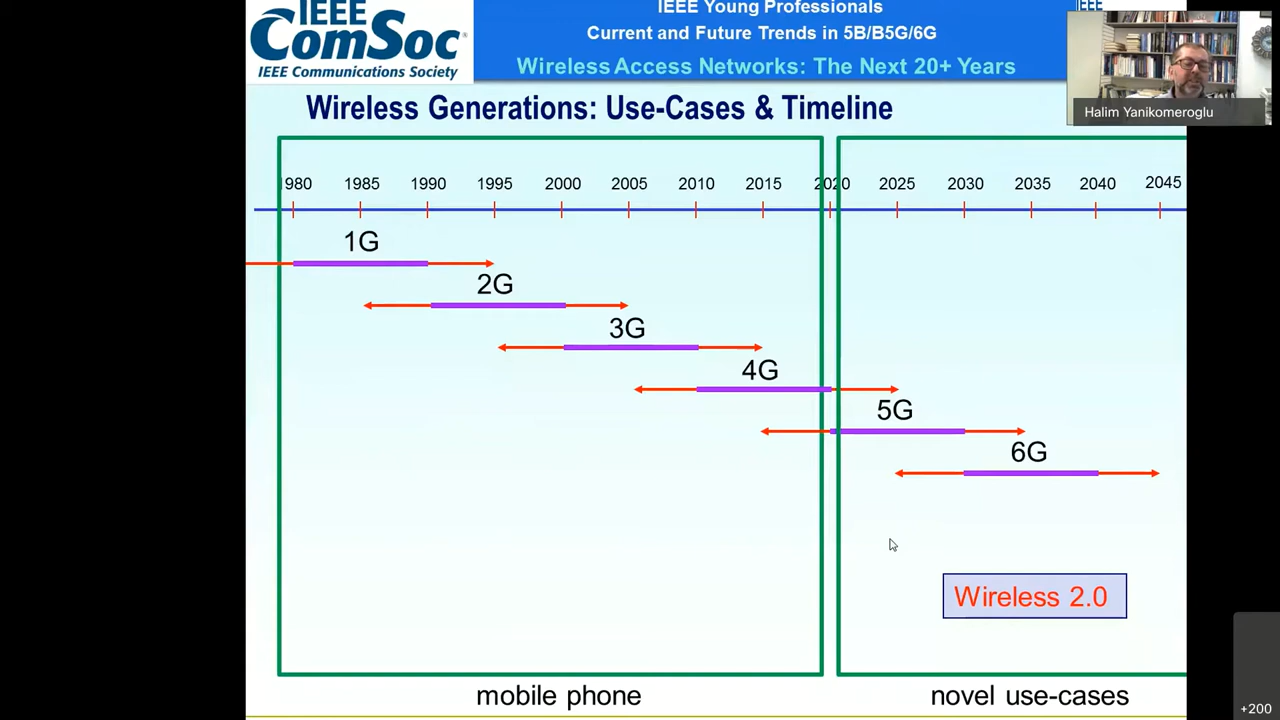 IEEE
ComSoc®
IEEE Communications Society
IEEE Young Professionals
Current and Future Trends in 5B/B5G/6G
Wireless Access Networks: The Next 20+ Years
IEEE
Halim Yanikomeroglu
Wireless Generations: Use-Cases & Timeline
1980 1985 1990 1995 2000 2005 2010 2015 2020 2025 2030 2035 2040 2045
1G
2G
3G
4G
5G
6G
Wireless 2.0
mobile phone novel use-cases
+200